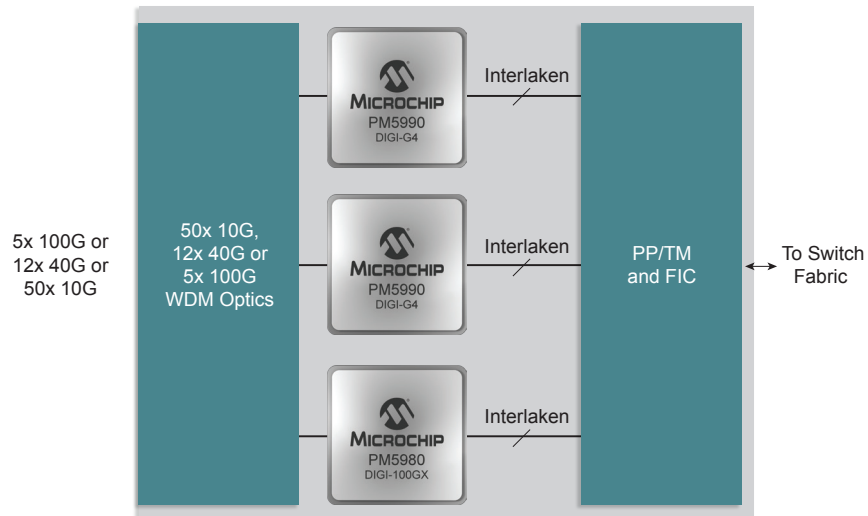 5x 100G or
12x 40G or
50x 10G
50x 10G,
12x 40G or
5x 100G
WDM Optics
MICROCHIP
PM5990
DIGI-G4
Interlaken
MICROCHIP
PM5990
DIGI-G4
Interlaken
MICROCHIP
PM5980
DIGI-100GX
Interlaken
PP/TM
and FIC
To Switch
Fabric